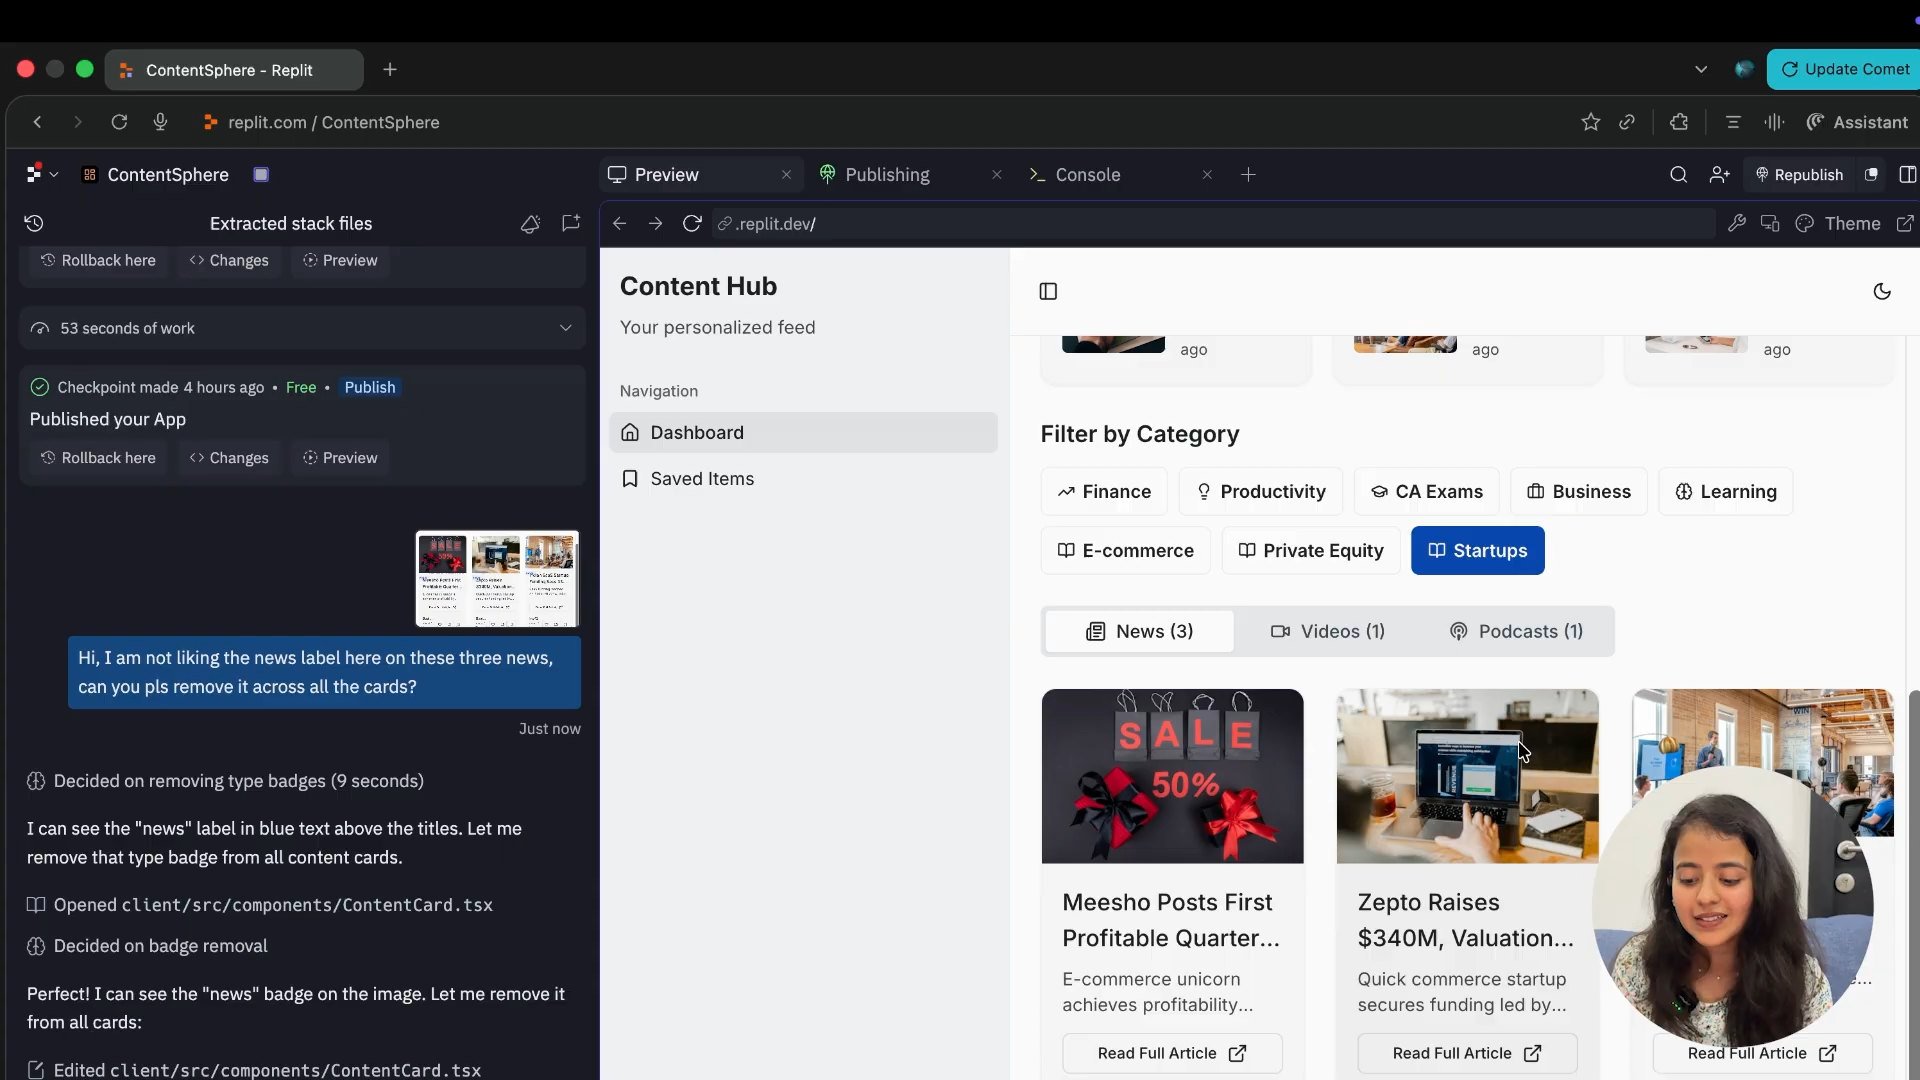 ContentSphere - Replit
Update Comet
replit.com / ContentSphere
Assistant
ContentSphere
Preview
Publishing
Console
Republish
Extracted stack files
.replit.dev/
Theme
Rollback here
Changes
Preview
53 seconds of work
Checkpoint made 4 hours ago • Free • Publish
Published your App
Rollback here
Changes
Preview
Hi, I am not liking the news label here on these three news,
can you pls remove it across all the cards?
Just now
Decided on removing type badges (9 seconds)
I can see the "news" label in blue text above the titles. Let me
remove that type badge from all content cards.
Opened client/src/components/ContentCard.tsx
Decided on badge removal
Perfect! I can see the "news" badge on the image. Let me remove it
from all cards:
Edited client/src/components/ContentCard.tsx
Content Hub
Your personalized feed
Navigation
Dashboard
Saved Items
ago
ago
ago
Filter by Category
Finance
Productivity
CA Exams
Business
Learning
E-commerce
Private Equity
Startups
News (3)
Videos (1)
Podcasts (1)
SALE
50%
Meesho Posts First
Profitable Quarter...
E-commerce unicorn
achieves profitability...
Read Full Article
Zepto Raises
$340M, Valuation...
Quick commerce startup
secures funding led by...
Read Full Article
Read Full Article